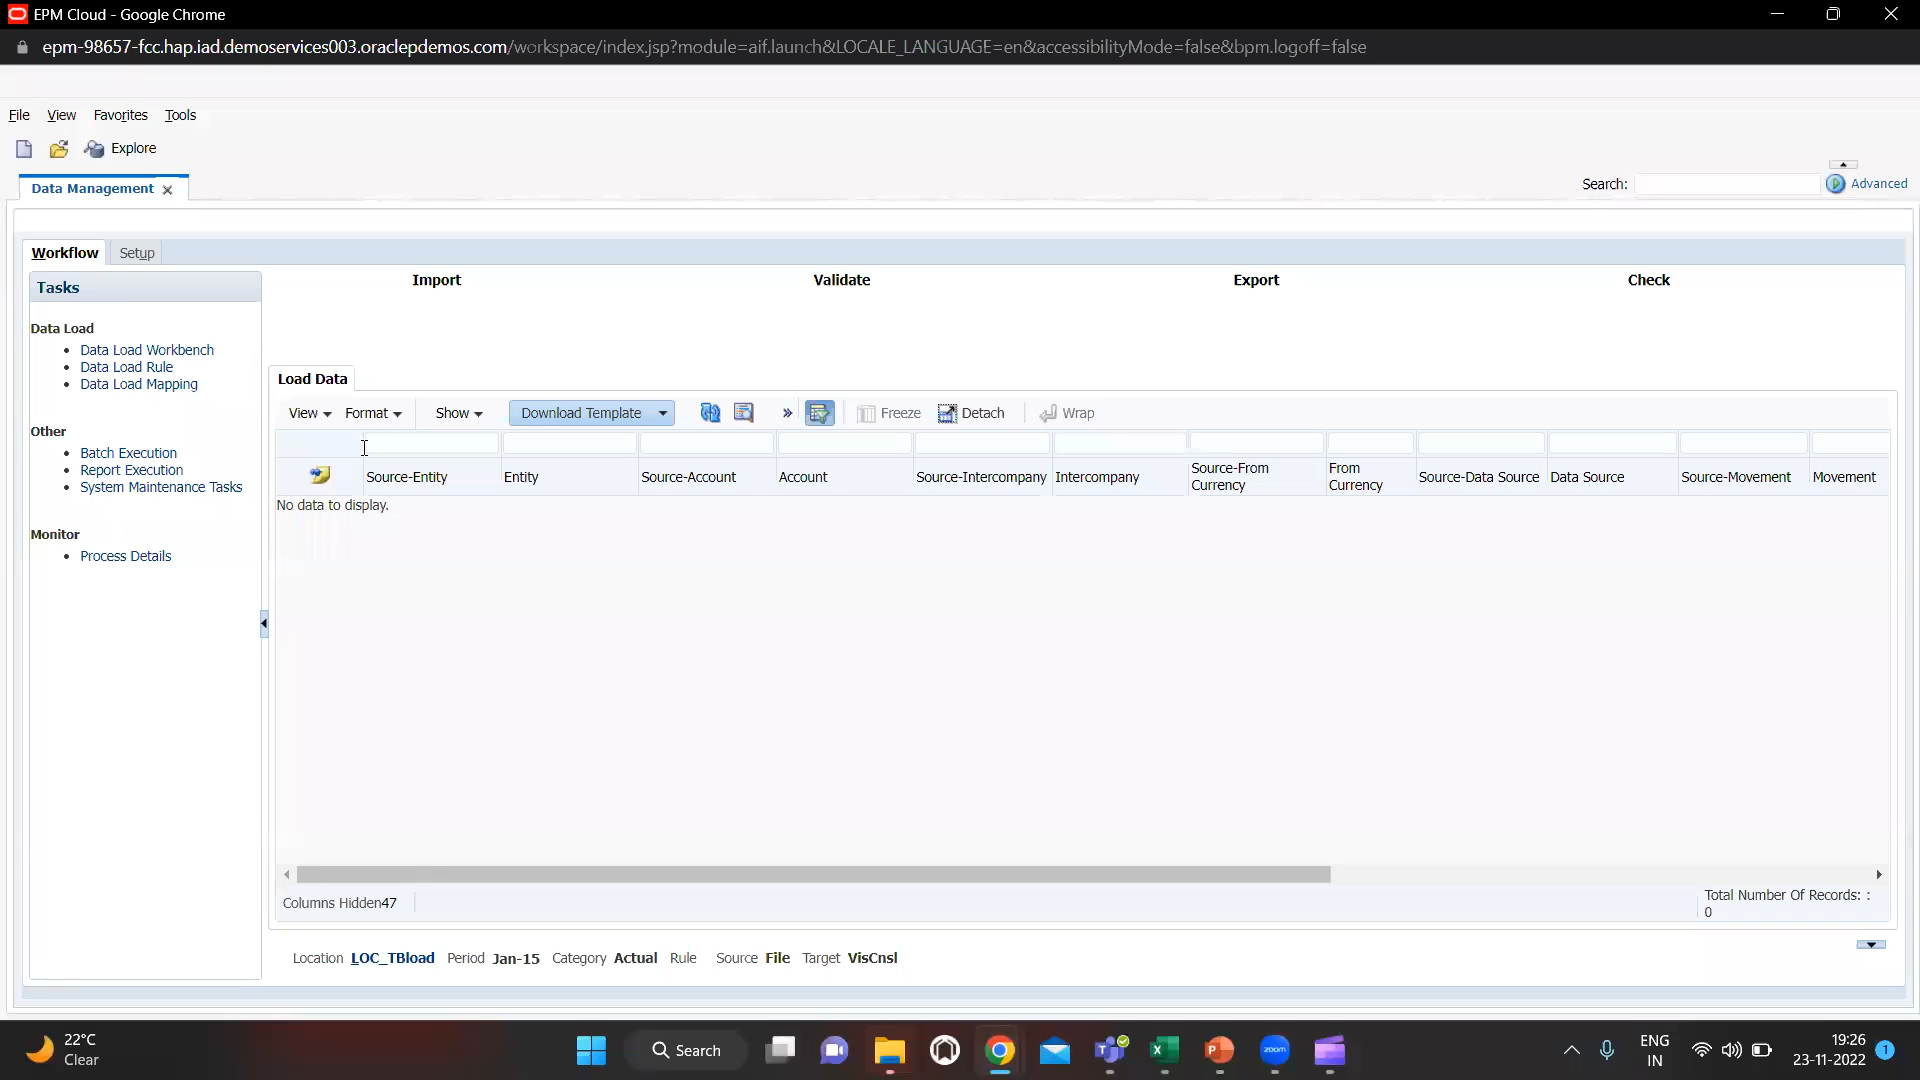 EPM Cloud - Google Chrome
epm-98657-fcc.hap.iad.demoservices003.oraclepdemos.com/workspace/index.jsp?module=aif.launch&LOCALE_LANGUAGE=en&accessibilityMode=false&bpm.logoff=false
File View Favorites Tools
Explore
Data Management
Search: Advanced
Workflow Setup
Tasks
Import Validate Export Check
Data Load
Data Load Workbench
Data Load Rule
Data Load Mapping
Other
Batch Execution
Report Execution
System Maintenance Tasks
Monitor
Process Details
Load Data
View Format Show Download Template » Freeze Detach Wrap
Source-Entity Entity Source-Account Account Source-Intercompany Intercompany Source-From Currency From Currency Source-Data Source Data Source Source-Movement Movement
No data to display.
Columns Hidden47
Total Number Of Records: :
0
Location LOC_TBload Period Jan-15 Category Actual Rule Source File Target VisCnsl
22°C
Clear
Search
zoom
ENG
IN
19:26
23-11-2022
1